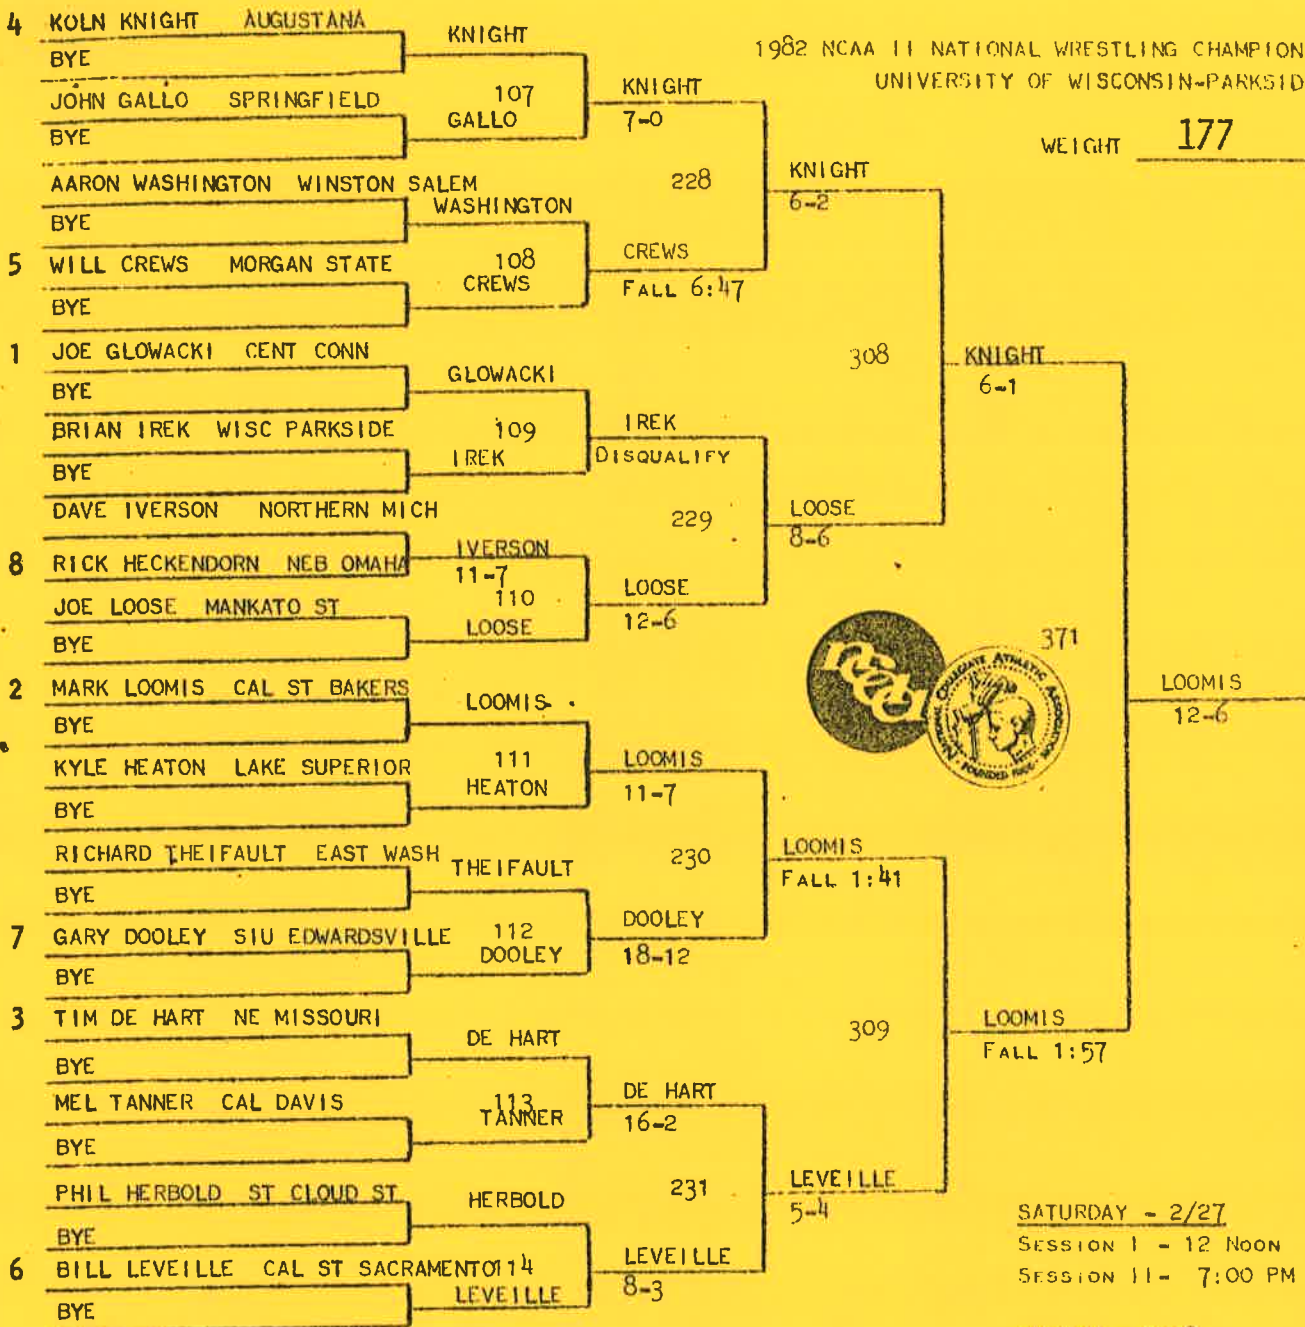 1982 NCAA II NATIONAL WRESTLING CHAMPION
UNIVERSITY OF WISCONSIN-PARKSID
WEIGHT 177
4 KOLN KNIGHT AUGUSTANA
BYE
KNIGHT
JOHN GALLO SPRINGFIELD
BYE
107
GALLO
KNIGHT
7-0
AARON WASHINGTON WINSTON SALEM
BYE
WASHINGTON
5 WILL CREWS MORGAN STATE
BYE
108
CREWS
CREWS
FALL 6:47
228
KNIGHT
6-2
1 JOE GLOWACKI CENT CONN
BYE
GLOWACKI
BRIAN IREK WISC PARKSIDE
BYE
109
IREK
IREK
DISQUALIFY
DAVE IVERSON NORTHERN MICH
8 RICK HECKENDORN NEB OMAHA
IVERSON
11-7
JOE LOOSE MANKATO ST
BYE
110
LOOSE
LOOSE
12-6
229
LOOSE
8-6
308
KNIGHT
6-1
2 MARK LOOMIS CAL ST BAKERS
BYE
LOOMIS
KYLE HEATON LAKE SUPERIOR
BYE
111
HEATON
LOOMIS
11-7
RICHARD THEIFAULT EAST WASH
BYE
THEIFAULT
7 GARY DOOLEY SIU EDWARDSVILLE
BYE
112
DOOLEY
DOOLEY
18-12
230
LOOMIS
FALL 1:41
3 TIM DE HART NE MISSOURI
BYE
DE HART
MEL TANNER CAL DAVIS
BYE
113
TANNER
DE HART
16-2
PHIL HERBOLD ST CLOUD ST
BYE
HERBOLD
6 BILL LEVEILLE CAL ST SACRAMENTO
BYE
114
LEVEILLE
LEVEILLE
8-3
231
LEVEILLE
5-4
309
LOOMIS
FALL 1:57
371
LOOMIS
12-6
ncaa
NATIONAL COLLEGIATE ATHLETIC ASSOCIATION
FOUNDED 1906
SATURDAY - 2/27
SESSION I - 12 NOON
SESSION II - 7:00 PM